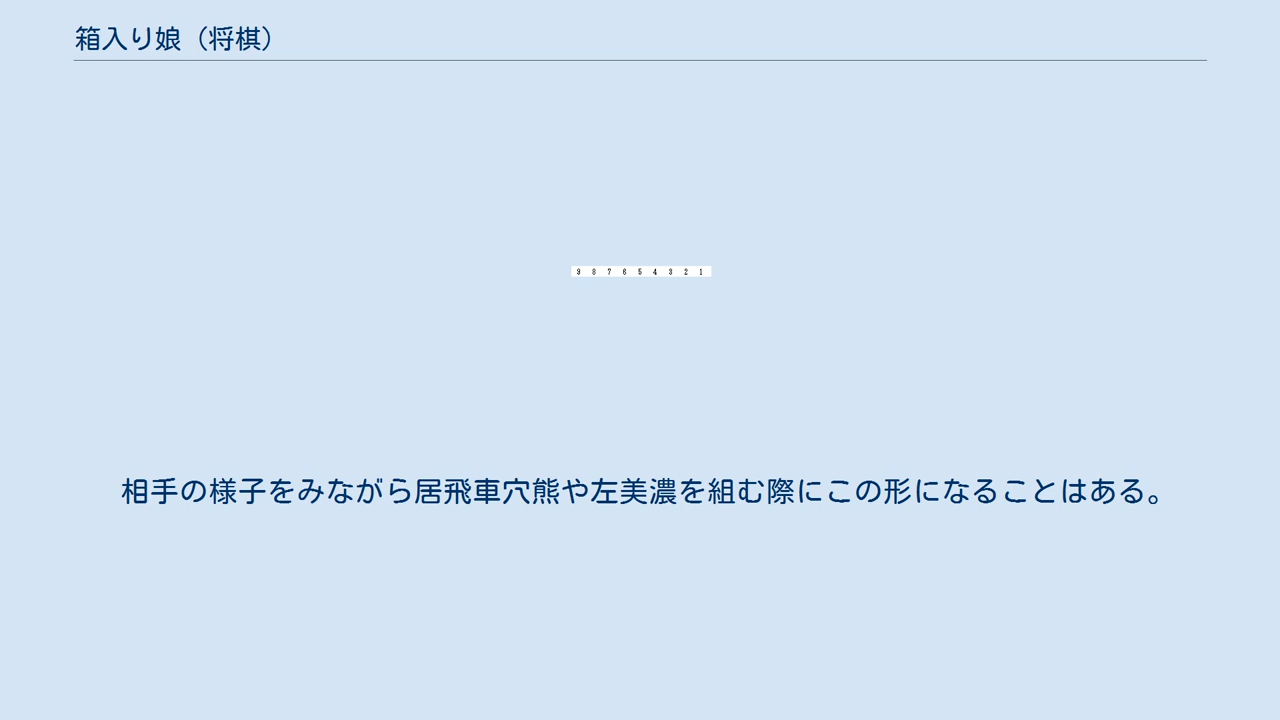 箱入り娘（将棋）
9 8 7 6 5 4 3 2 1
相手の様子をみながら居飛車穴熊や左美濃を組む際にこの形になることはある。